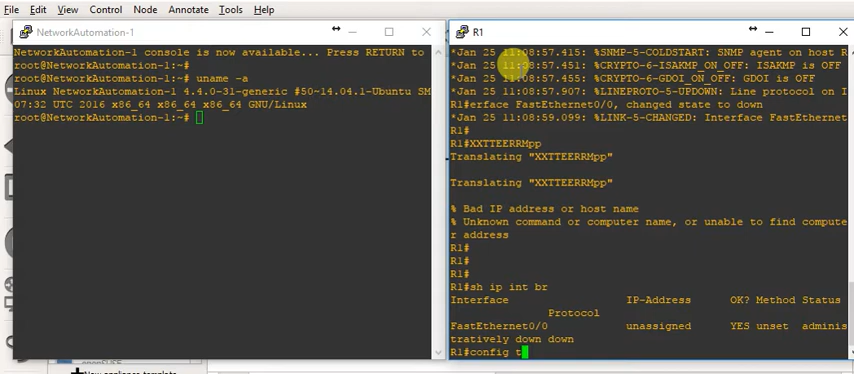 File Edit View Control Node Annotate Tools Help
NetworkAutomation-1
NetworkAutomation-1 console is now available... Press RETURN to
root@NetworkAutomation-1:~#
root@NetworkAutomation-1:~# uname -a
Linux NetworkAutomation-1 4.4.0-31-generic #50~14.04.1-Ubuntu SM
07:32 UTC 2016 x86_64 x86_64 x86_64 GNU/Linux
root@NetworkAutomation-1:~#
R1
*Jan 25 11:08:57.415: %SNMP-5-COLDSTART: SNMP agent on host R
*Jan 25 11:08:57.451: %CRYPTO-6-ISAKMP_ON_OFF: ISAKMP is OFF
*Jan 25 11:08:57.455: %CRYPTO-6-GDOI_ON_OFF: GDOI is OFF
*Jan 25 11:08:57.907: %LINEPROTO-5-UPDOWN: Line protocol on I
R1#erface FastEthernet0/0, changed state to down
*Jan 25 11:08:59.099: %LINK-5-CHANGED: Interface FastEthernet
R1#
R1#XXTTEERRMpp
Translating "XXTTEERRMpp"
Translating "XXTTEERRMpp"
% Bad IP address or host name
% Unknown command or computer name, or unable to find compute
r address
R1#
R1#
R1#
R1#sh ip int br
Interface IP-Address OK? Method Status
Protocol
FastEthernet0/0 unassigned YES unset adminis
tratively down down
R1#config t
New appliance template